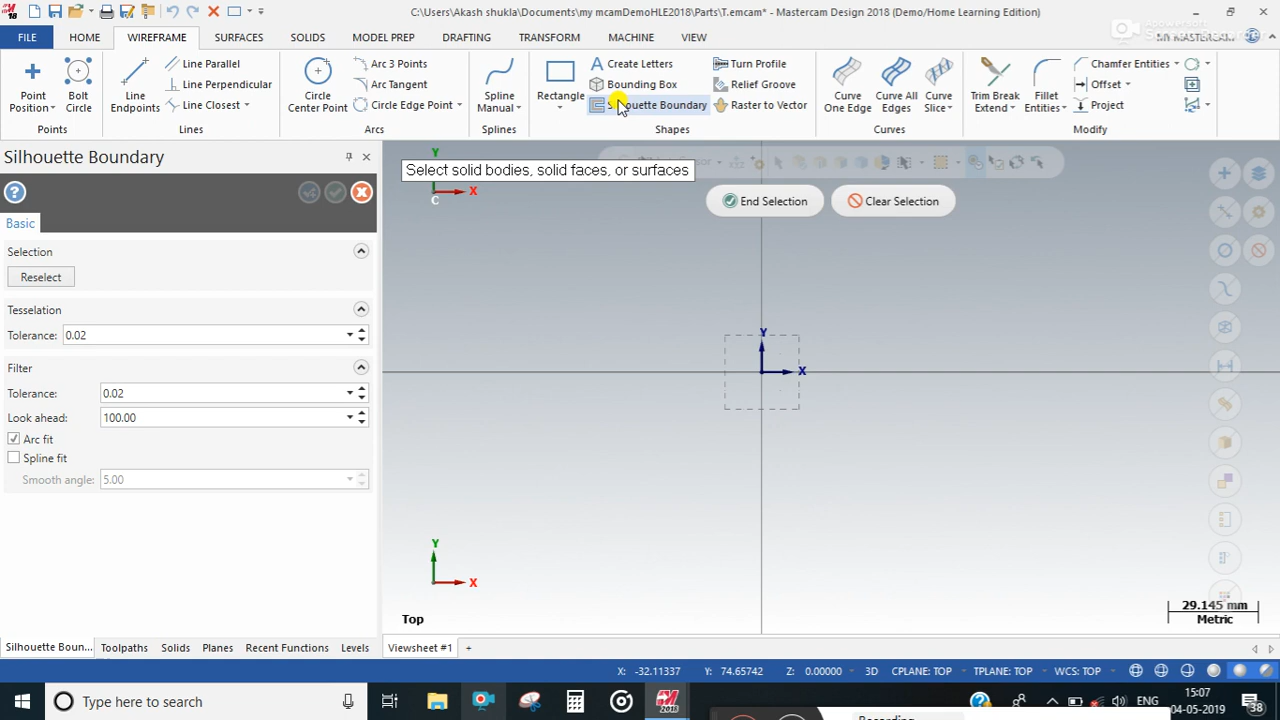 C:\Users\Akash shukla\Documents\my mcamDemoHLE2018\Parts\T.emcam* - Mastercam Design 2018 (Demo/Home Learning Edition)
FILE HOME WIREFRAME SURFACES SOLIDS MODEL PREP DRAFTING TRANSFORM MACHINE VIEW MY MASTERCAM
Point Position
Bolt Circle
Points
Line Endpoints
Line Parallel
Line Perpendicular
Line Closest
Lines
Circle Center Point
Arc 3 Points
Arc Tangent
Circle Edge Point
Arcs
Spline Manual
Splines
Rectangle
Create Letters
Bounding Box
Silhouette Boundary
Turn Profile
Relief Groove
Raster to Vector
Shapes
Curve One Edge
Curve All Edges
Curve Slice
Curves
Trim Break Extend
Fillet Entities
Chamfer Entities
Offset
Project
Modify
Silhouette Boundary
Basic
Selection
Reselect
Tesselation
Tolerance: 0.02
Filter
Tolerance: 0.02
Look ahead: 100.00
Arc fit
Spline fit
Smooth angle: 5.00
Y
Select solid bodies, solid faces, or surfaces
X
C
End Selection Clear Selection
Y
X
Y
X
Top
29.145 mm
Metric
Silhouette Boun... Toolpaths Solids Planes Recent Functions Levels
Viewsheet #1 +
X: -32.11337 Y: 74.65742 Z: 0.00000 3D CPLANE: TOP TPLANE: TOP WCS: TOP
Type here to search
2018
ENG
15:07
04-05-2019
38